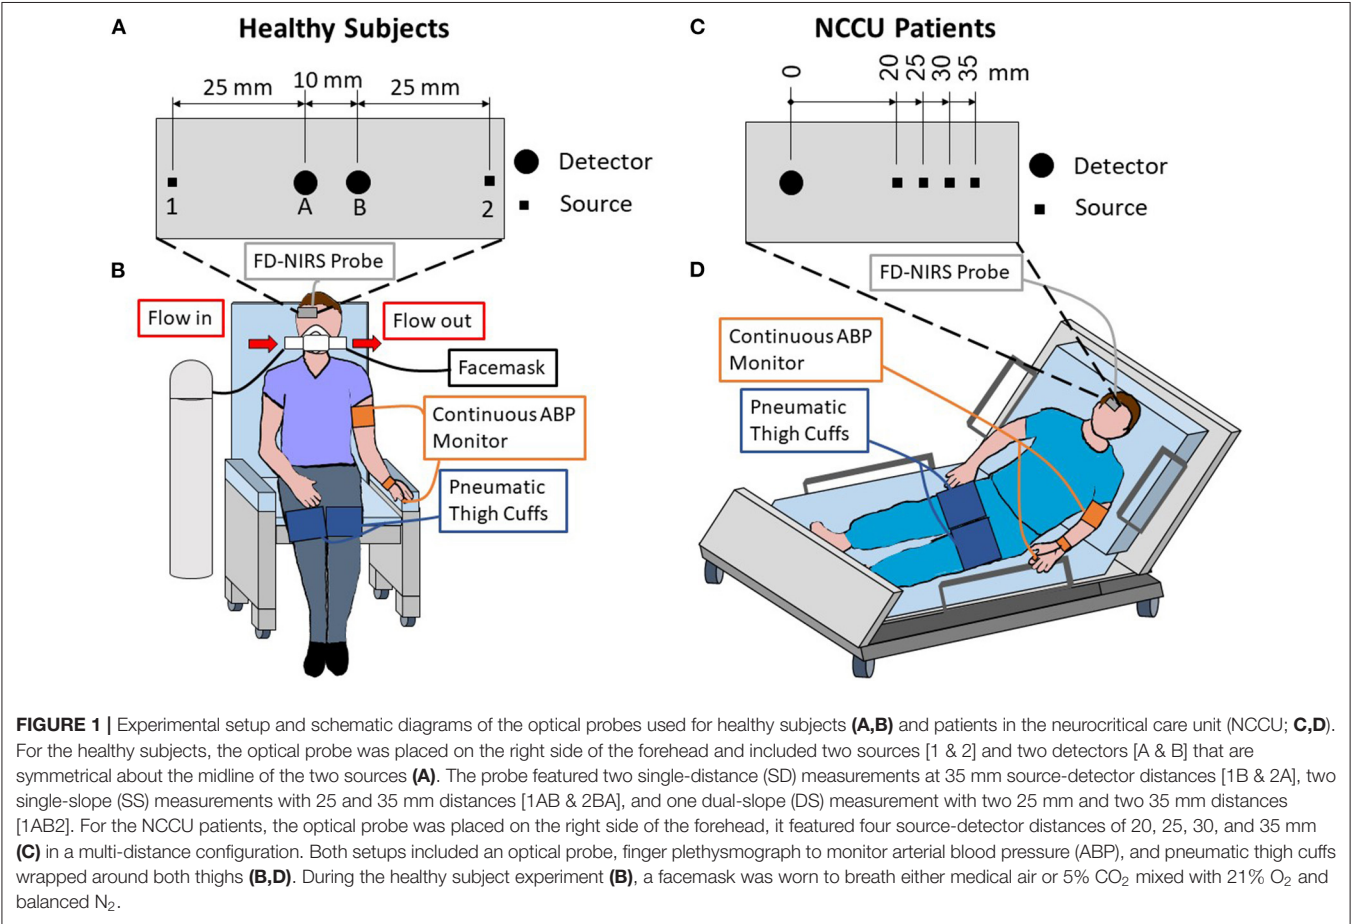 A
Healthy Subjects
25 mm
10 mm
25 mm
Detector
Source
1
A
B
2
FD-NIRS Probe
B
Flow in
Flow out
Facemask
Continuous ABP
Monitor
Pneumatic
Thigh Cuffs
C
NCCU Patients
0
20
25
30
35
mm
Detector
Source
D
FD-NIRS Probe
Continuous ABP
Monitor
Pneumatic
Thigh Cuffs
FIGURE 1 | Experimental setup and schematic diagrams of the optical probes used for healthy subjects (A,B) and patients in the neurocritical care unit (NCCU; C,D).
For the healthy subjects, the optical probe was placed on the right side of the forehead and included two sources [1 & 2] and two detectors [A & B] that are
symmetrical about the midline of the two sources (A). The probe featured two single-distance (SD) measurements at 35 mm source-detector distances [1B & 2A], two
single-slope (SS) measurements with 25 and 35 mm distances [1AB & 2BA], and one dual-slope (DS) measurement with two 25 mm and two 35 mm distances
[1AB2]. For the NCCU patients, the optical probe was placed on the right side of the forehead, it featured four source-detector distances of 20, 25, 30, and 35 mm
(C) in a multi-distance configuration. Both setups included an optical probe, finger plethysmograph to monitor arterial blood pressure (ABP), and pneumatic thigh cuffs
wrapped around both thighs (B,D). During the healthy subject experiment (B), a facemask was worn to breath either medical air or 5% CO₂ mixed with 21% O₂ and
balanced N₂.